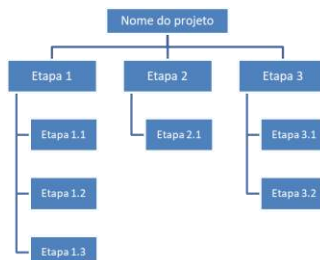 Nome do projeto
Etapa 1
Etapa 2
Etapa 3
Etapa 1.1
Etapa 2.1
Etapa 3.1
Etapa 1.2
Etapa 3.2
Etapa 1.3